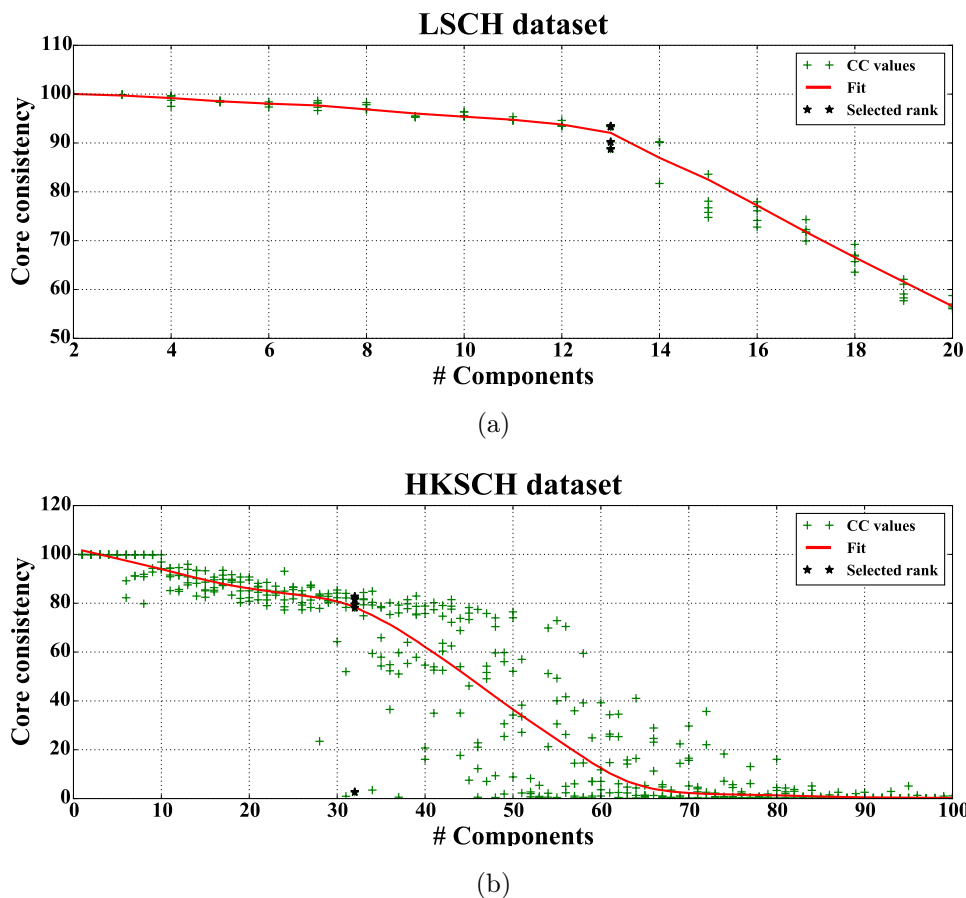 LSCH dataset
110
100
90
80
70
60
50
Core consistency
CC values
Fit
Selected rank
2 4 6 8 10 12 14 16 18 20
# Components
(a)
HKSCH dataset
120
100
80
60
40
20
0
Core consistency
CC values
Fit
Selected rank
0 10 20 30 40 50 60 70 80 90 100
# Components
(b)